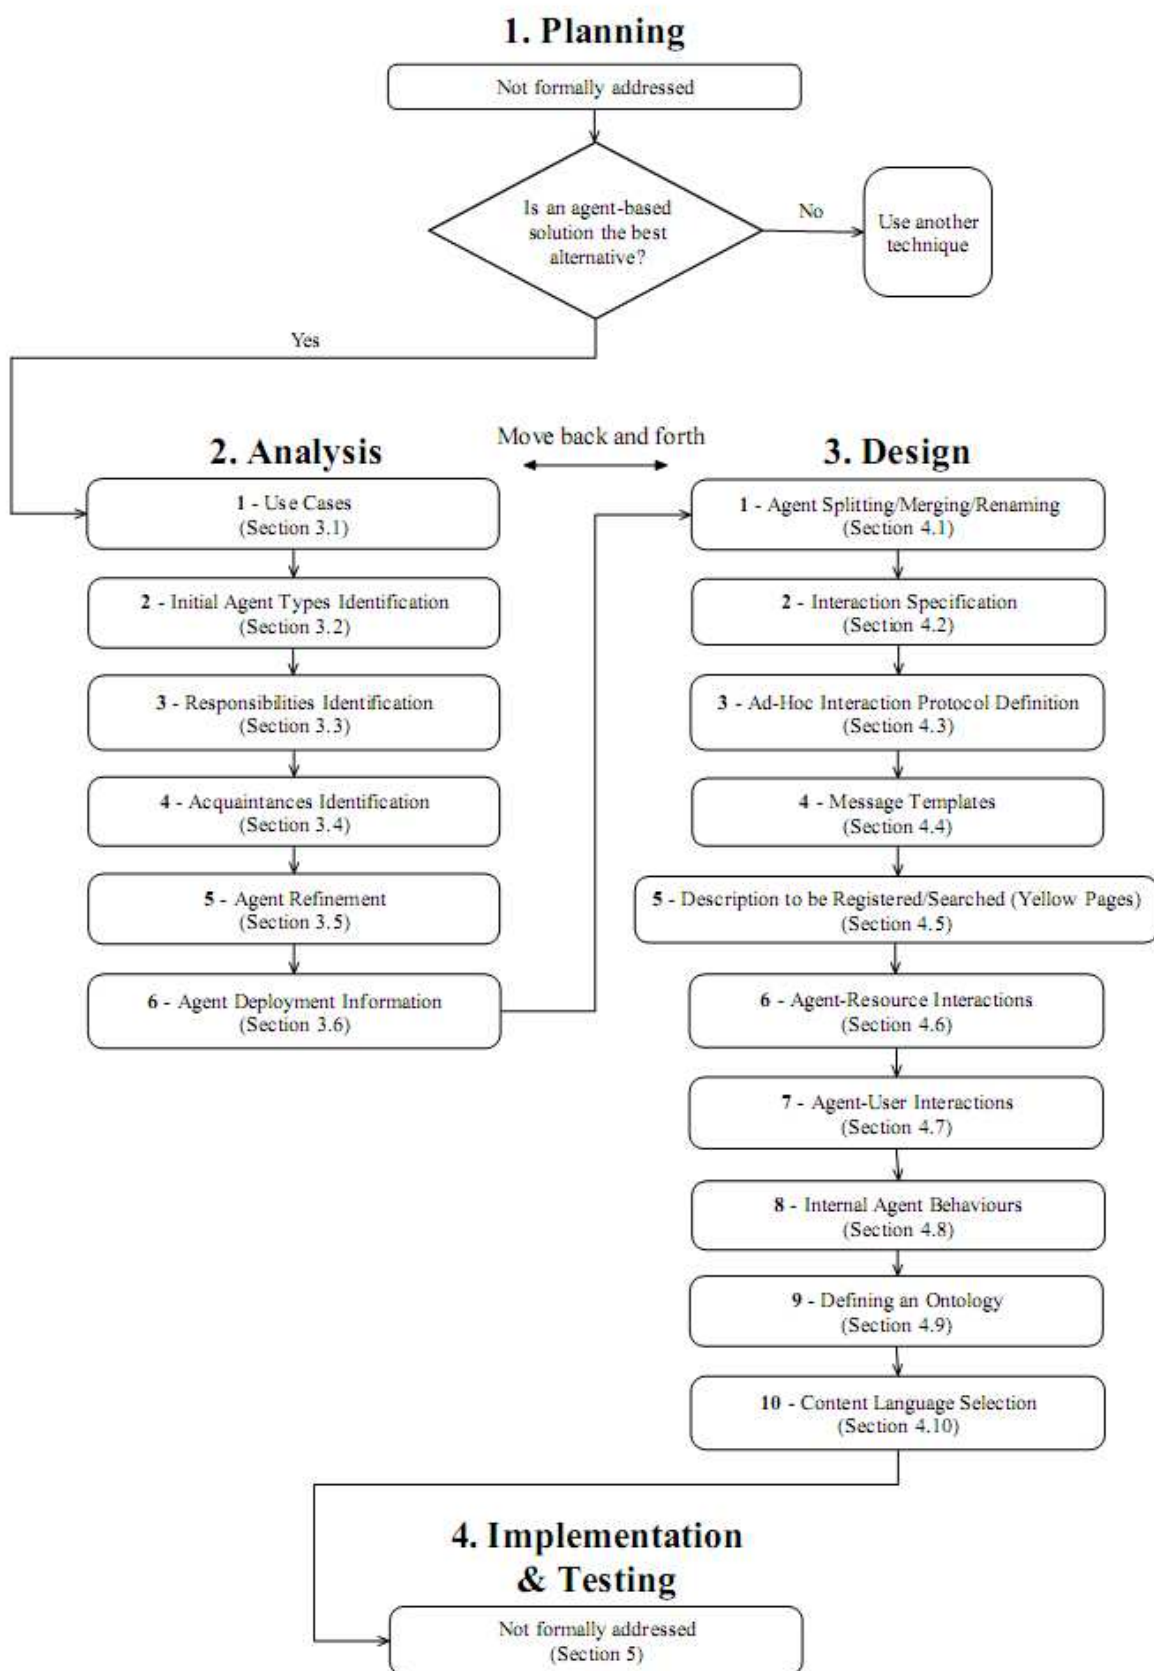 1. Planning
Not formally addressed
Is an agent-based
solution the best
alternative?
No
Use another
technique
Yes
Move back and forth
2. Analysis
1 - Use Cases
(Section 3.1)
2 - Initial Agent Types Identification
(Section 3.2)
3 - Responsibilities Identification
(Section 3.3)
4 - Acquaintances Identification
(Section 3.4)
5 - Agent Refinement
(Section 3.5)
6 - Agent Deployment Information
(Section 3.6)
3. Design
1 - Agent Splitting/Merging/Renaming
(Section 4.1)
2 - Interaction Specification
(Section 4.2)
3 - Ad-Hoc Interaction Protocol Definition
(Section 4.3)
4 - Message Templates
(Section 4.4)
5 - Description to be Registered/Searched (Yellow Pages)
(Section 4.5)
6 - Agent-Resource Interactions
(Section 4.6)
7 - Agent-User Interactions
(Section 4.7)
8 - Internal Agent Behaviours
(Section 4.8)
9 - Defining an Ontology
(Section 4.9)
10 - Content Language Selection
(Section 4.10)
4. Implementation
& Testing
Not formally addressed
(Section 5)